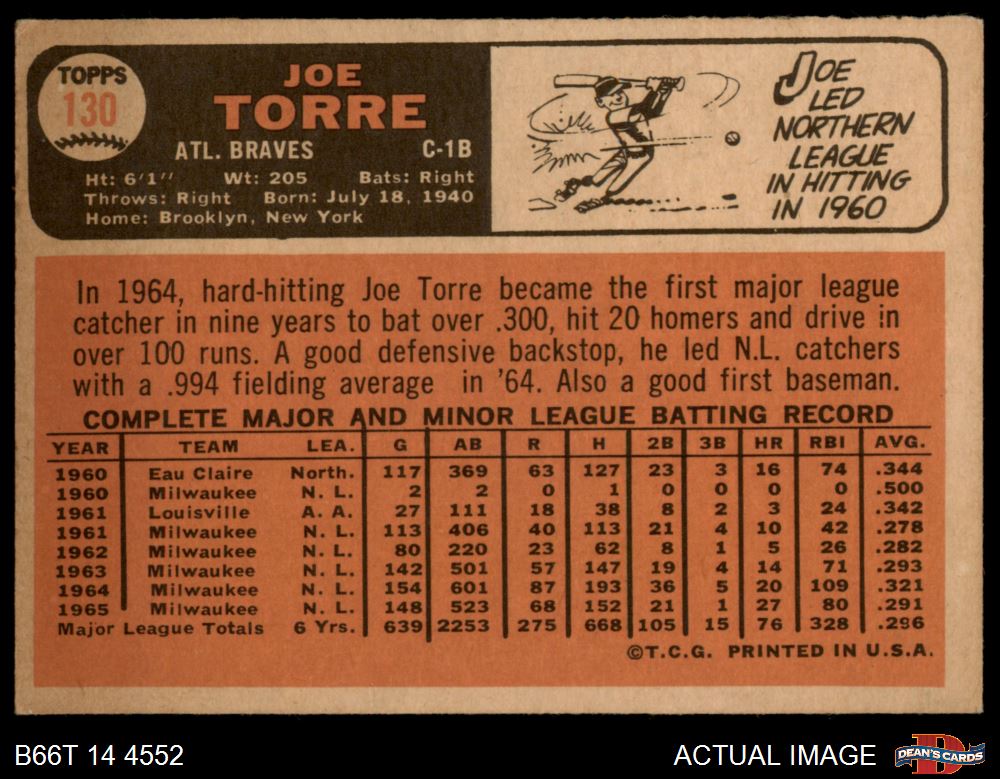 TOPPS
130
JOE
TORRE
ATL. BRAVES C-1B
Ht: 6'1" Wt: 205 Bats: Right
Throws: Right Born: July 18, 1940
Home: Brooklyn, New York
JOE
LED
NORTHERN
LEAGUE
IN HITTING
IN 1960
In 1964, hard-hitting Joe Torre became the first major league
catcher in nine years to bat over .300, hit 20 homers and drive in
over 100 runs. A good defensive backstop, he led N.L. catchers
with a .994 fielding average in '64. Also a good first baseman.
COMPLETE MAJOR AND MINOR LEAGUE BATTING RECORD
YEAR TEAM LEA. G AB R H 2B 3B HR RBI AVG.
1960 Eau Claire North. 117 369 63 127 23 3 16 74 .344
1960 Milwaukee N. L. 2 2 0 1 0 0 0 0 .500
1961 Louisville A. A. 27 111 18 38 8 2 3 24 .342
1961 Milwaukee N. L. 113 406 40 113 21 4 10 42 .278
1962 Milwaukee N. L. 80 220 23 62 8 1 5 26 .282
1963 Milwaukee N. L. 142 501 57 147 19 4 14 71 .293
1964 Milwaukee N. L. 154 601 87 193 36 5 20 109 .321
1965 Milwaukee N. L. 148 523 68 152 21 1 27 80 .291
Major League Totals 6 Yrs. 639 2253 275 668 105 15 76 328 .296
©T.C.G. PRINTED IN U.S.A.
B66T 14 4552 ACTUAL IMAGE
D
DEAN'S CARDS